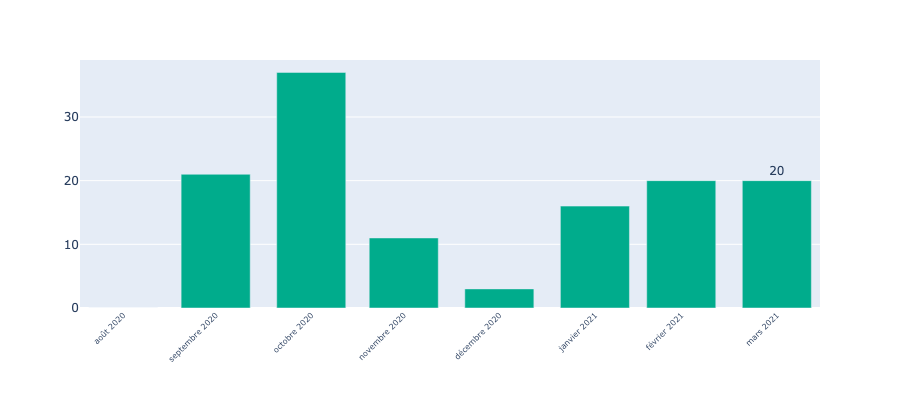 30
20
20
10
0
août 2020
septembre 2020
octobre 2020
novembre 2020
décembre 2020
janvier 2021
février 2021
mars 2021